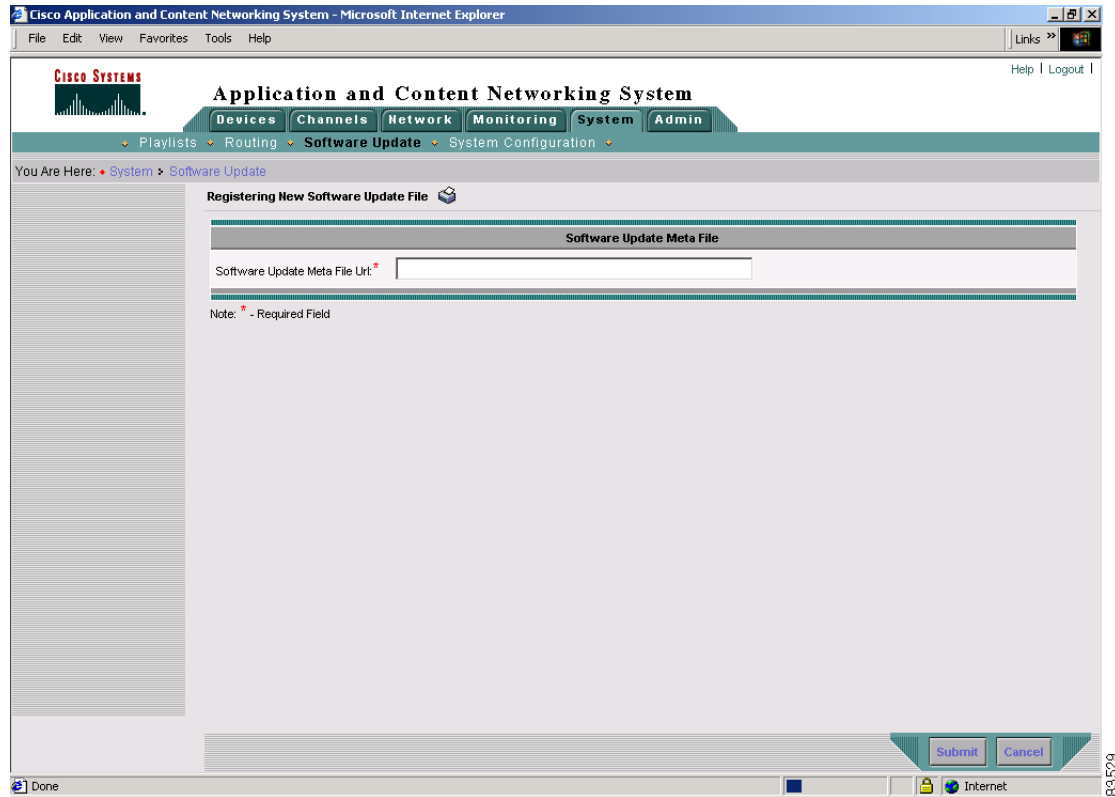 Cisco Application and Content Networking System - Microsoft Internet Explorer
File Edit View Favorites Tools Help
Links »
CISCO SYSTEMS
Help | Logout |
Application and Content Networking System
Devices Channels Network Monitoring System Admin
Playlists Routing Software Update System Configuration
You Are Here: System Software Update
Registering New Software Update File
Software Update Meta File
Software Update Meta File Url:*
Note: * - Required Field
Submit Cancel
Done
Internet
93529